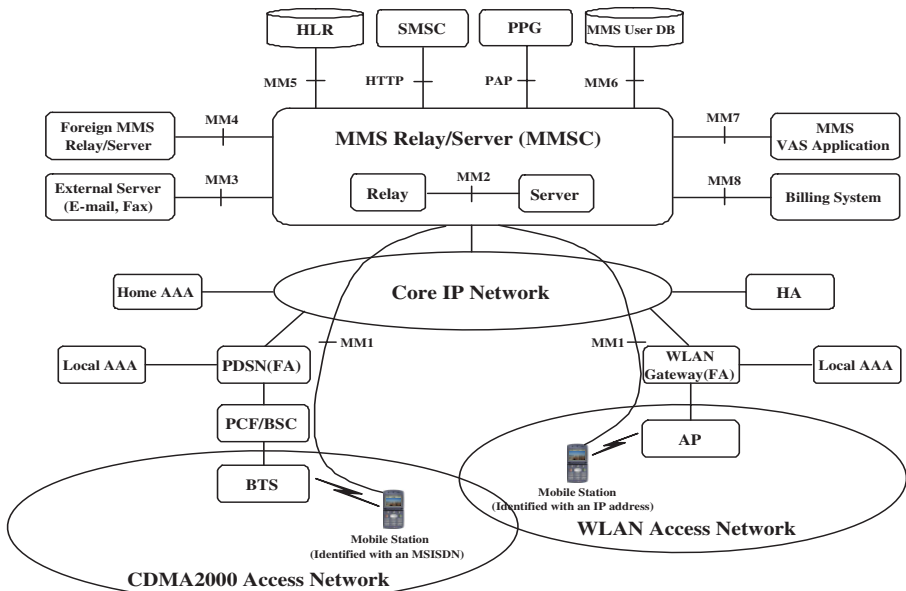 HLR
SMSC
PPG
MMS User DB
MM5
HTTP
PAP
MM6
Foreign MMS
Relay/Server
MM4
MMS Relay/Server (MMSC)
MM7
MMS
VAS Application
External Server
(E-mail, Fax)
MM3
Relay
MM2
Server
MM8
Billing System
Home AAA
Core IP Network
HA
MM1
MM1
Local AAA
PDSN(FA)
WLAN
Gateway(FA)
Local AAA
PCF/BSC
AP
BTS
Mobile Station
(Identified with an IP address)
WLAN Access Network
Mobile Station
(Identified with an MSISDN)
CDMA2000 Access Network